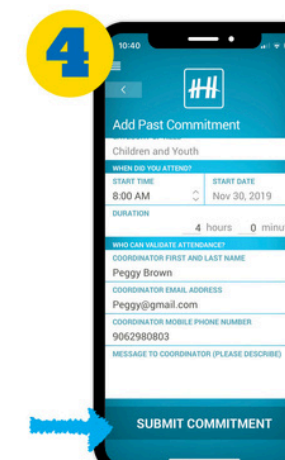 4
10:40
HH
Add Past Commitment
Children and Youth
WHEN DID YOU ATTEND?
START TIME
START DATE
8:00 AM
Nov 30, 2019
DURATION
4 hours 0
WHO CAN VALIDATE ATTENDANCE?
COORDINATOR FIRST AND LAST NAME
Peggy Brown
COORDINATOR EMAIL ADDRESS
Peggy@gmail.com
COORDINATOR MOBILE PHONE NUMBER
9062980803
MESSAGE TO COORDINATOR (PLEASE DESCRIBE)
SUBMIT COMMITMENT